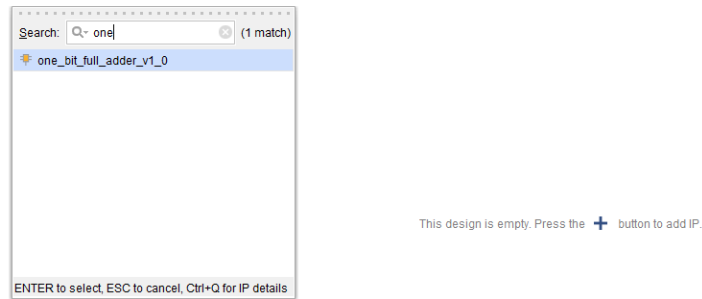 Search: one (1 match)
one_bit_full_adder_v1_0
This design is empty. Press the + button to add IP.
ENTER to select, ESC to cancel, Ctrl+Q for IP details